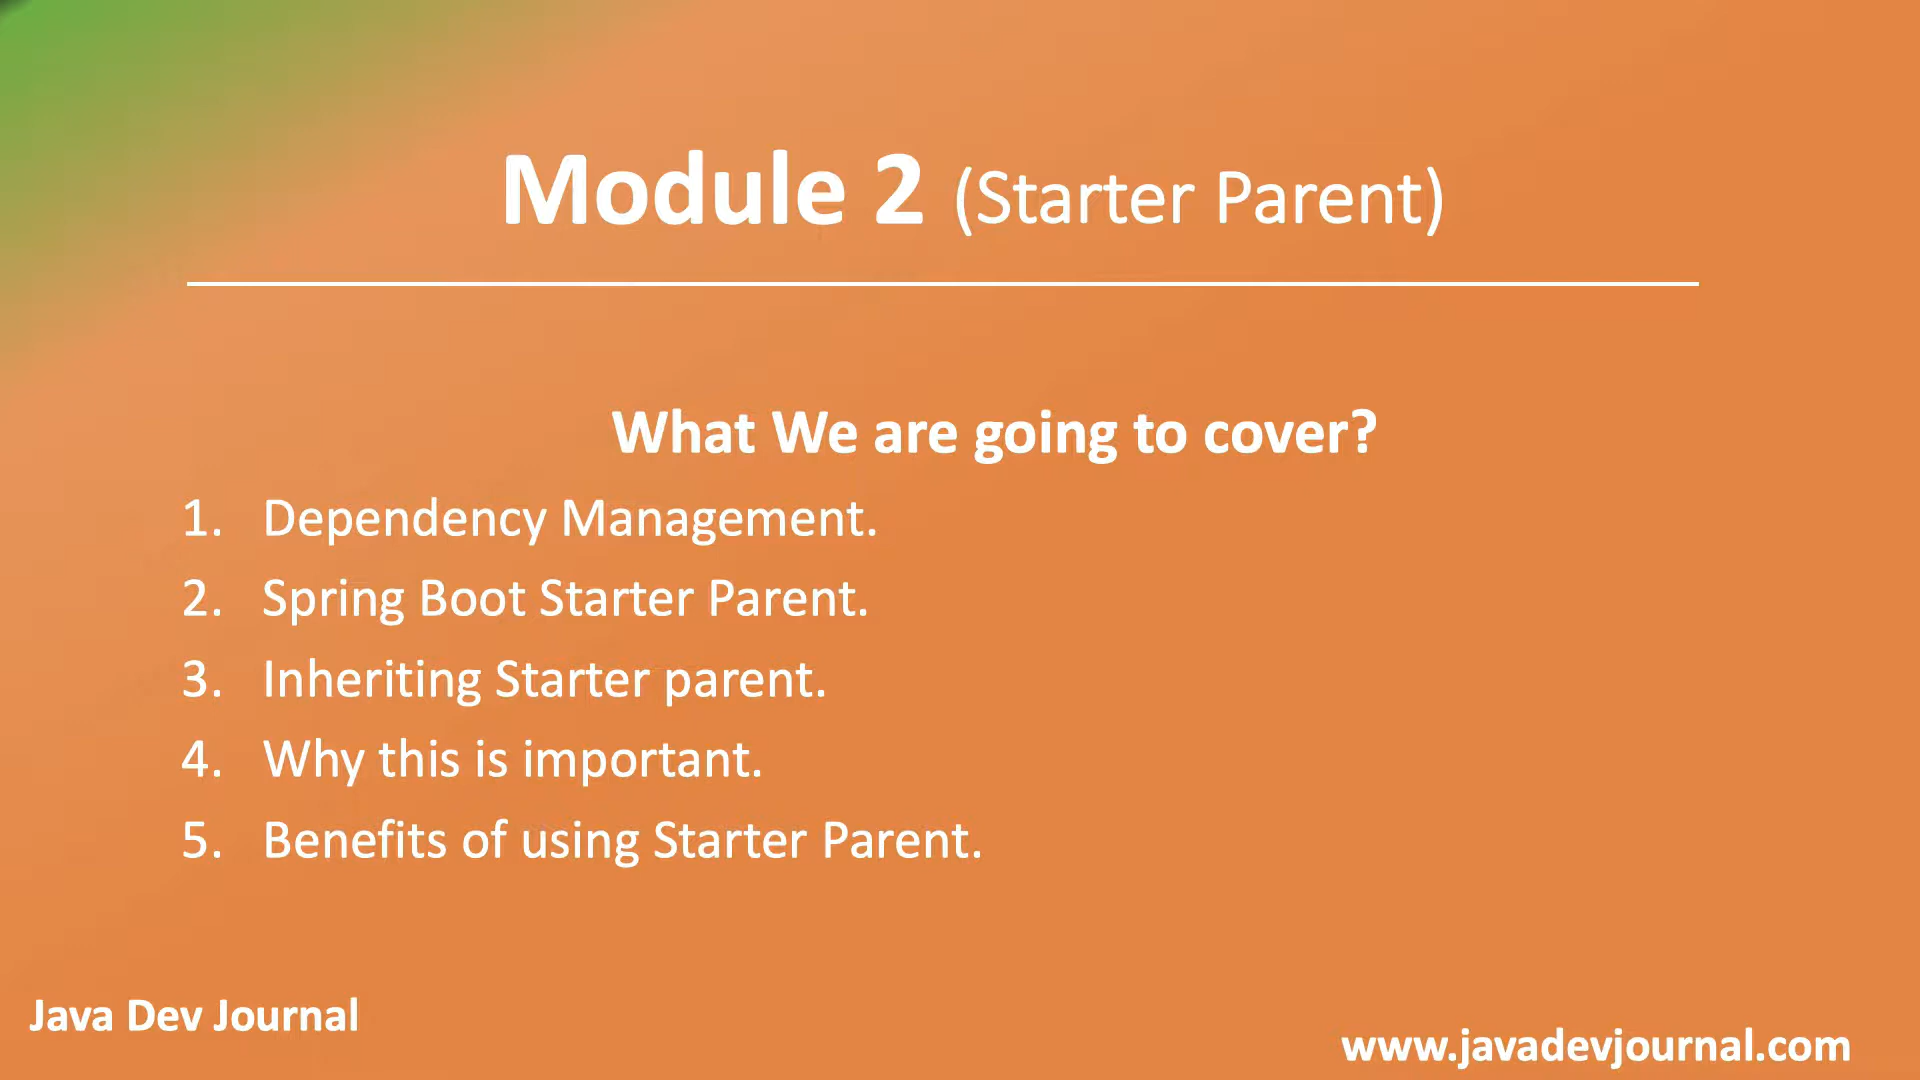 Module 2 (Starter Parent)
What We are going to cover?
1. Dependency Management.
2. Spring Boot Starter Parent.
3. Inheriting Starter parent.
4. Why this is important.
5. Benefits of using Starter Parent.
Java Dev Journal
www.javadevjournal.com